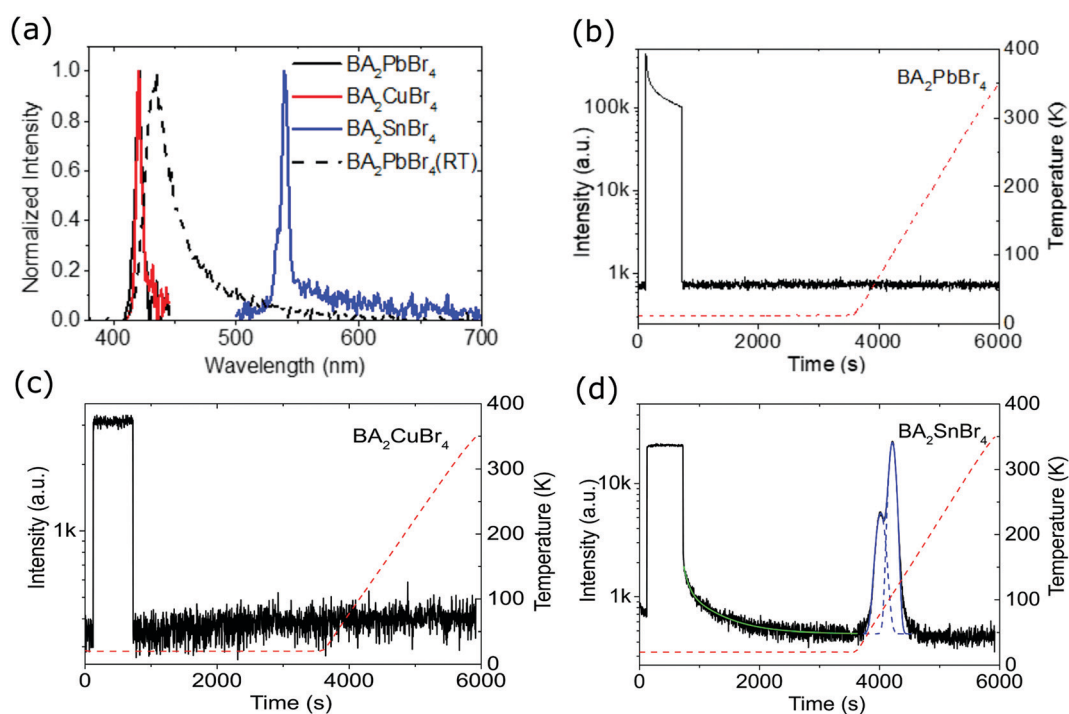 (a)
Normalized Intensity
1.0
0.8
0.6
0.4
0.2
0.0
400
500
600
700
Wavelength (nm)
BA₂PbBr₄
BA₂CuBr₄
BA₂SnBr₄
BA₂PbBr₄(RT)
(b)
BA₂PbBr₄
Intensity (a.u.)
100k
10k
1k
0
2000
4000
6000
Time (s)
400
300
200
100
0
Temperature (K)
(c)
BA₂CuBr₄
Intensity (a.u.)
1k
0
2000
4000
6000
Time (s)
400
300
200
100
0
Temperature (K)
(d)
BA₂SnBr₄
Intensity (a.u.)
10k
1k
0
2000
4000
6000
Time (s)
400
300
200
100
0
Temperature (K)